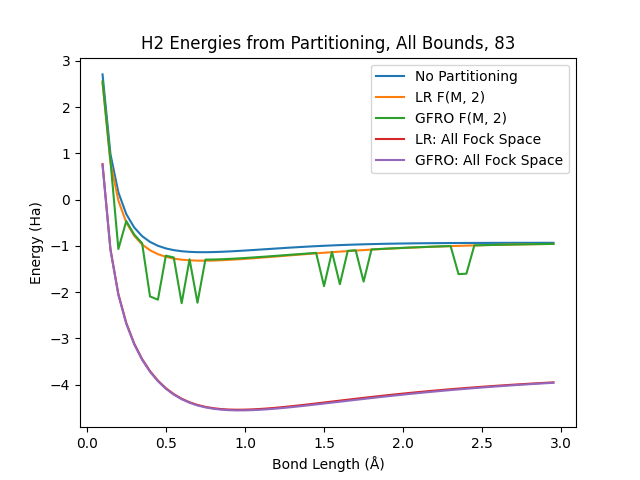 H2 Energies from Partitioning, All Bounds, 83
No Partitioning
LR F(M, 2)
GFRO F(M, 2)
LR: All Fock Space
GFRO: All Fock Space
Energy (Ha)
3
2
1
0
−1
−2
−3
−4
0.0 0.5 1.0 1.5 2.0 2.5 3.0
Bond Length (Å)